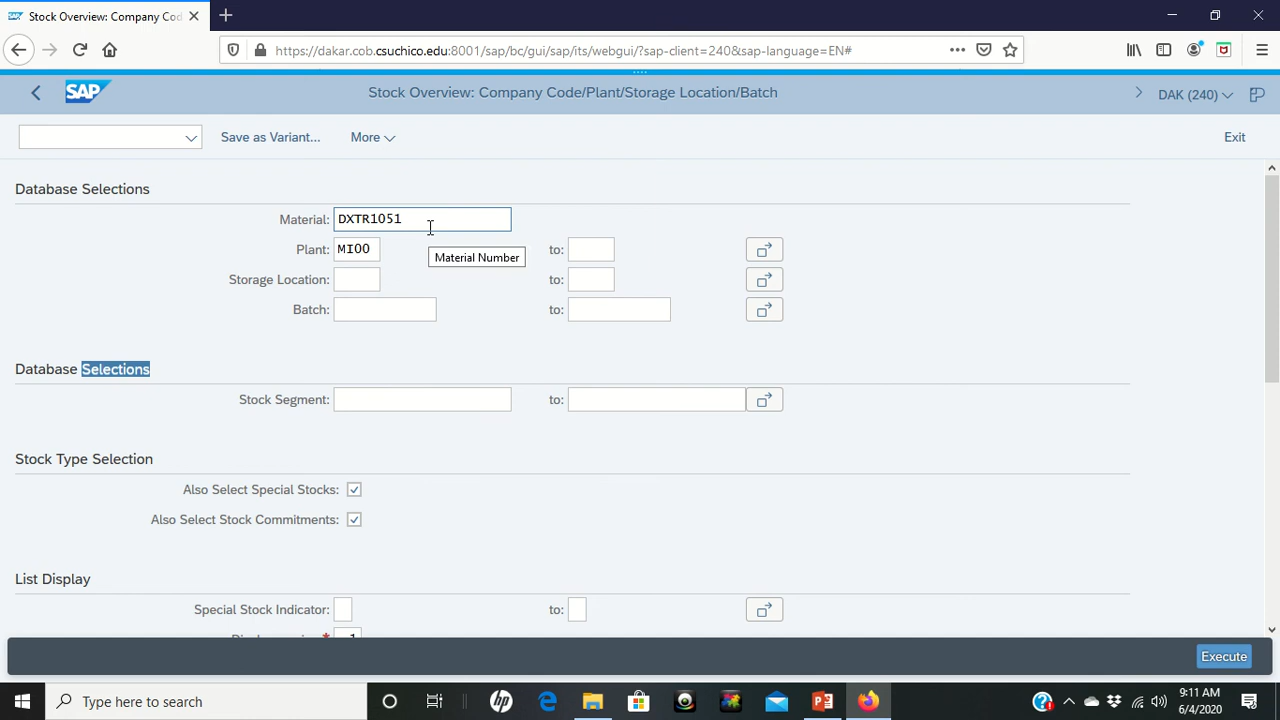 Stock Overview: Company Cod
https://dakar.cob.csuchico.edu:8001/sap/bc/gui/sap/its/webgui/?sap-client=240&sap-language=EN#
SAP
Stock Overview: Company Code/Plant/Storage Location/Batch
DAK (240)
Save as Variant...
More
Exit
Database Selections
Material: DXTR1051
Plant: MI00 to:
Material Number
Storage Location: to:
Batch: to:
Database Selections
Stock Segment: to:
Stock Type Selection
Also Select Special Stocks:
Also Select Stock Commitments:
List Display
Special Stock Indicator: to:
* 1
Execute
Type here to search
9:11 AM
6/4/2020